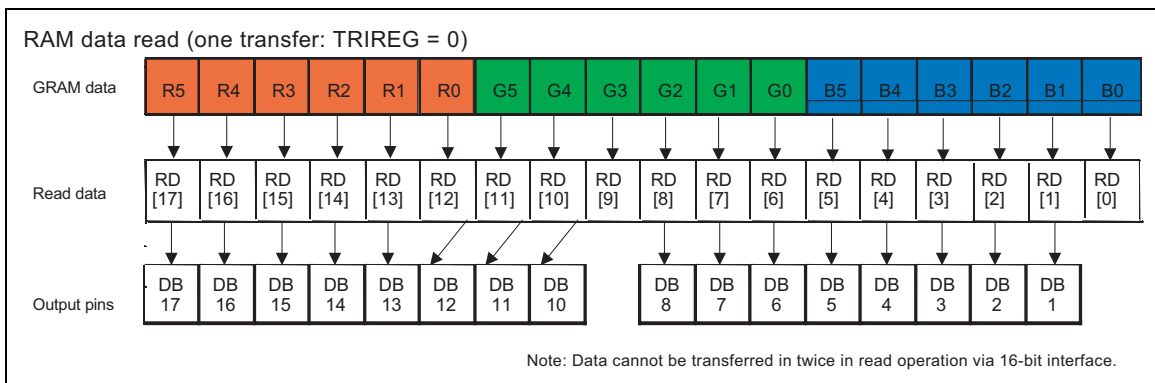 RAM data read (one transfer: TRIREG = 0)
GRAM data R5 R4 R3 R2 R1 R0 G5 G4 G3 G2 G1 G0 B5 B4 B3 B2 B1 B0
Read data RD [17] RD [16] RD [15] RD [14] RD [13] RD [12] RD [11] RD [10] RD [9] RD [8] RD [7] RD [6] RD [5] RD [4] RD [3] RD [2] RD [1] RD [0]
Output pins DB 17 DB 16 DB 15 DB 14 DB 13 DB 12 DB 11 DB 10 DB 8 DB 7 DB 6 DB 5 DB 4 DB 3 DB 2 DB 1
Note: Data cannot be transferred in twice in read operation via 16-bit interface.